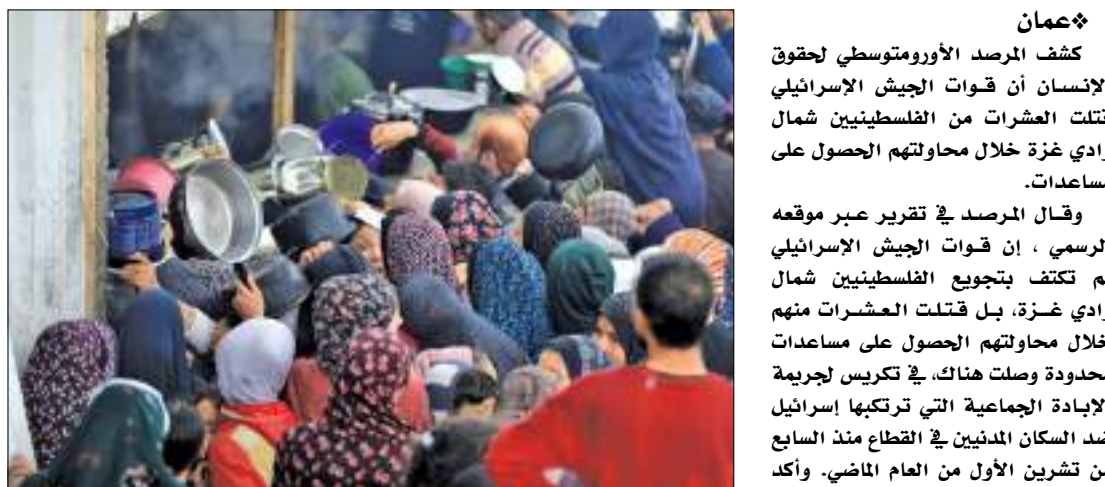 ❖عمان
كشف المرصد الأورومتوسطي لحقوق
لإنسان أن قوات الجيش الإسرائيلي
قتلت العشرات من الفلسطينيين شمال
وادي غزة خلال محاولتهم الحصول على
مساعدات.
وقال المرصد في تقرير عبر موقعه
لرسمي ، إن قوات الجيش الإسرائيلي
لم تكتف بتجويع الفلسطينيين شمال
وادي غزة، بل قتلت العشرات منهم
خلال محاولتهم الحصول على مساعدات
محدودة وصلت هناك، في تكريس لجريمة
لإبادة الجماعية التي ترتكبها إسرائيل
ضد السكان المدنيين في القطاع منذ السابع
من تشرين الأول من العام الماضي. وأكد